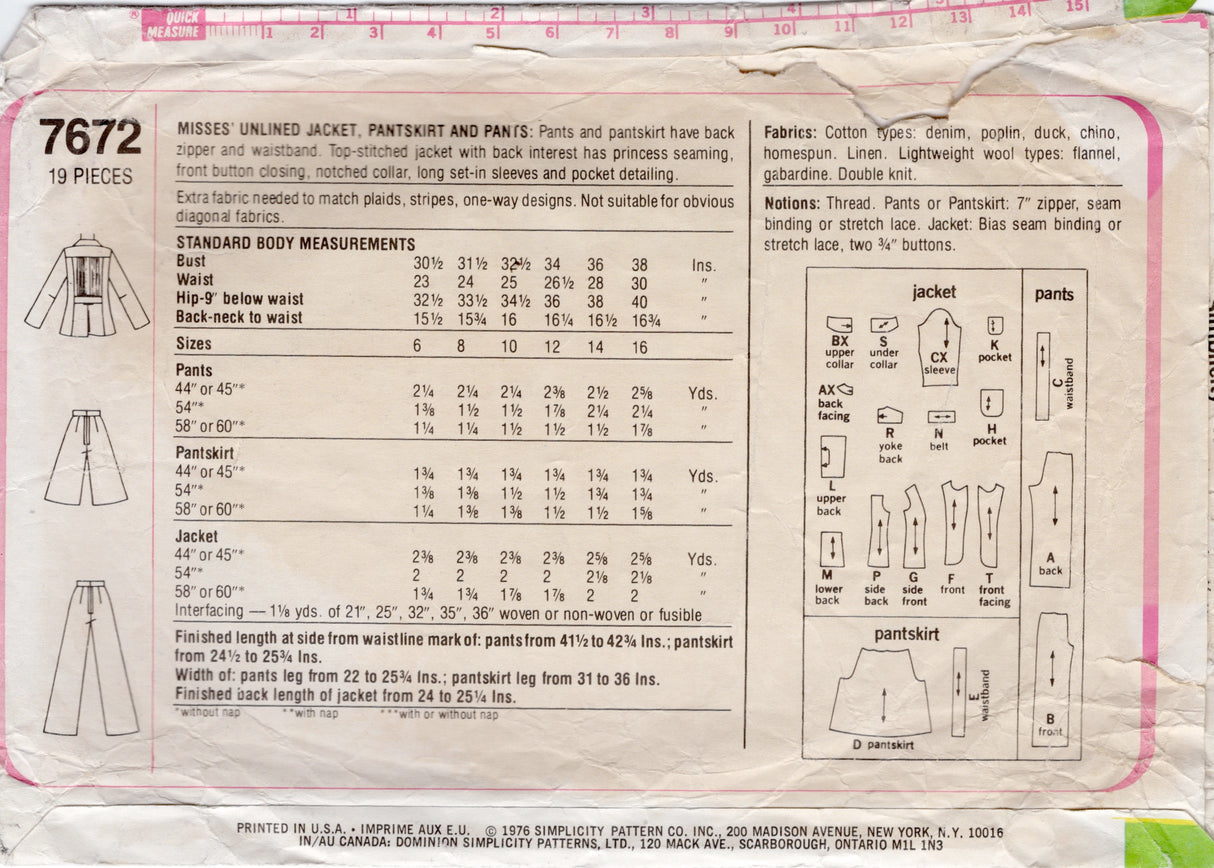 QUICK
MEASURE
1 2 3 4 5
1 2 3 4 5 6 7 8 9 10 11 12 13 14 15
7672
19 PIECES
MISSES' UNLINED JACKET, PANTSKIRT AND PANTS: Pants and pantskirt have back
zipper and waistband. Top-stitched jacket with back interest has princess seaming,
front button closing, notched collar, long set-in sleeves and pocket detailing.
Extra fabric needed to match plaids, stripes, one-way designs. Not suitable for obvious
diagonal fabrics.
STANDARD BODY MEASUREMENTS
Bust 30½ 31½ 32½ 34 36 38 Ins.
Waist 23 24 25 26½ 28 30 "
Hip-9" below waist 32½ 33½ 34½ 36 38 40 "
Back-neck to waist 15½ 15¾ 16 16¼ 16½ 16¾ "
Sizes 6 8 10 12 14 16
Pants
44" or 45"* 2¼ 2¼ 2¼ 2⅜ 2½ 2⅝ Yds.
54"* 1⅜ 1½ 1½ 1⅞ 2¼ 2¼ "
58" or 60"* 1¼ 1¼ 1½ 1½ 1½ 1⅞ "
Pantskirt
44" or 45"* 1¾ 1¾ 1¾ 1¾ 1¾ 1¾ Yds.
54"* 1⅜ 1⅜ 1½ 1½ 1¾ 1¾ "
58" or 60"* 1¼ 1⅜ 1⅜ 1½ 1½ 1⅝ "
Jacket
44" or 45"* 2⅜ 2⅜ 2⅜ 2⅜ 2⅝ 2⅝ Yds.
54"* 2 2 2 2 2⅛ 2⅛ "
58" or 60"* 1¾ 1¾ 1⅞ 1⅞ 2 2 "
Interfacing — 1⅛ yds. of 21", 25", 32", 35", 36" woven or non-woven or fusible
Finished length at side from waistline mark of: pants from 41½ to 42¾ Ins.; pantskirt
from 24½ to 25¾ Ins.
Width of: pants leg from 22 to 25¾ Ins.; pantskirt leg from 31 to 36 Ins.
Finished back length of jacket from 24 to 25¼ Ins.
*without nap **with nap ***with or without nap
Fabrics: Cotton types: denim, poplin, duck, chino,
homespun. Linen. Lightweight wool types: flannel,
gabardine. Double knit.
Notions: Thread. Pants or Pantskirt: 7" zipper, seam
binding or stretch lace. Jacket: Bias seam binding or
stretch lace, two ¾" buttons.
jacket
BX
upper
collar
S
under
collar
CX
sleeve
K
pocket
AX
back
facing
R
yoke
back
N
belt
H
pocket
L
upper
back
M
lower
back
P
side
back
G
side
front
F
front
T
front
facing
pants
C
waistband
A
back
B
front
pantskirt
D pantskirt
E
waistband
PRINTED IN U.S.A. • IMPRIME AUX E.U. © 1976 SIMPLICITY PATTERN CO. INC., 200 MADISON AVENUE, NEW YORK, N.Y. 10016
IN/AU CANADA: DOMINION SIMPLICITY PATTERNS, LTD., 120 MACK AVE., SCARBOROUGH, ONTARIO M1L 1N3